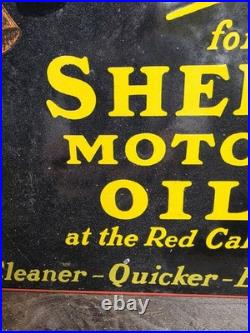 for
SHE
MOTO
OIL
at the Red Ca
Cleaner - Quicker -